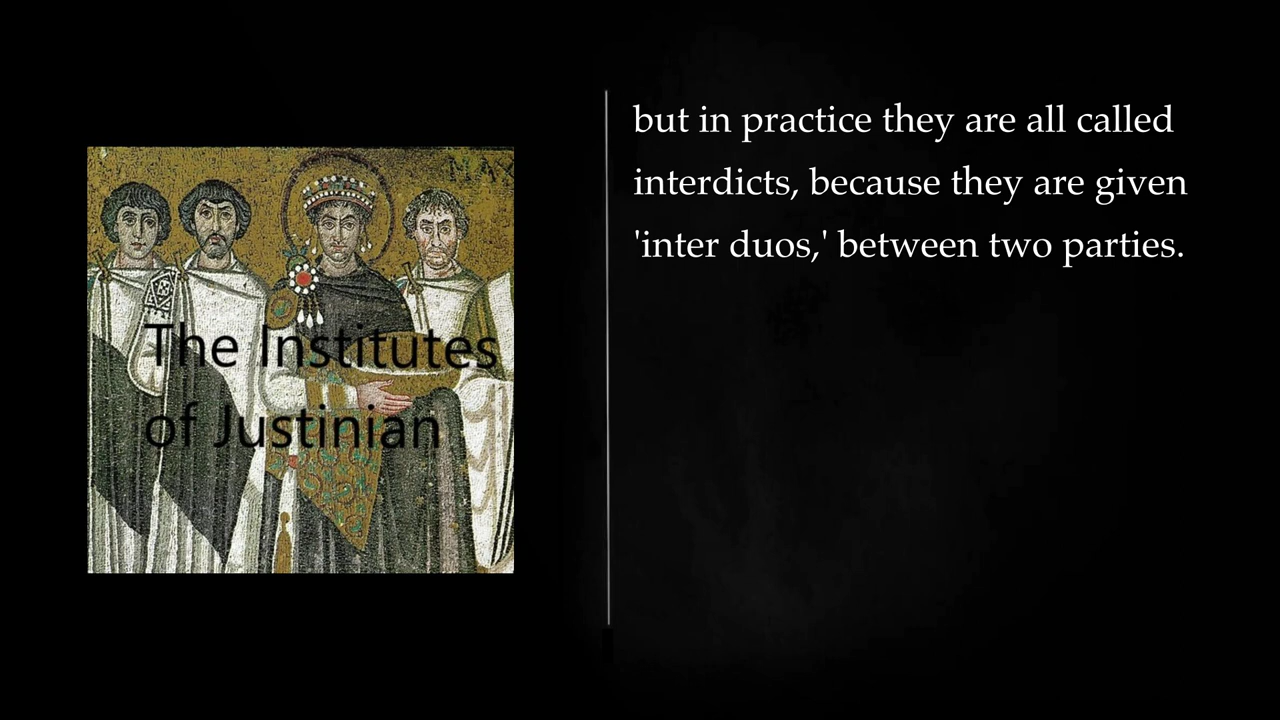 MAX
The Institutes
of Justinian
but in practice they are all called
interdicts, because they are given
'inter duos,' between two parties.